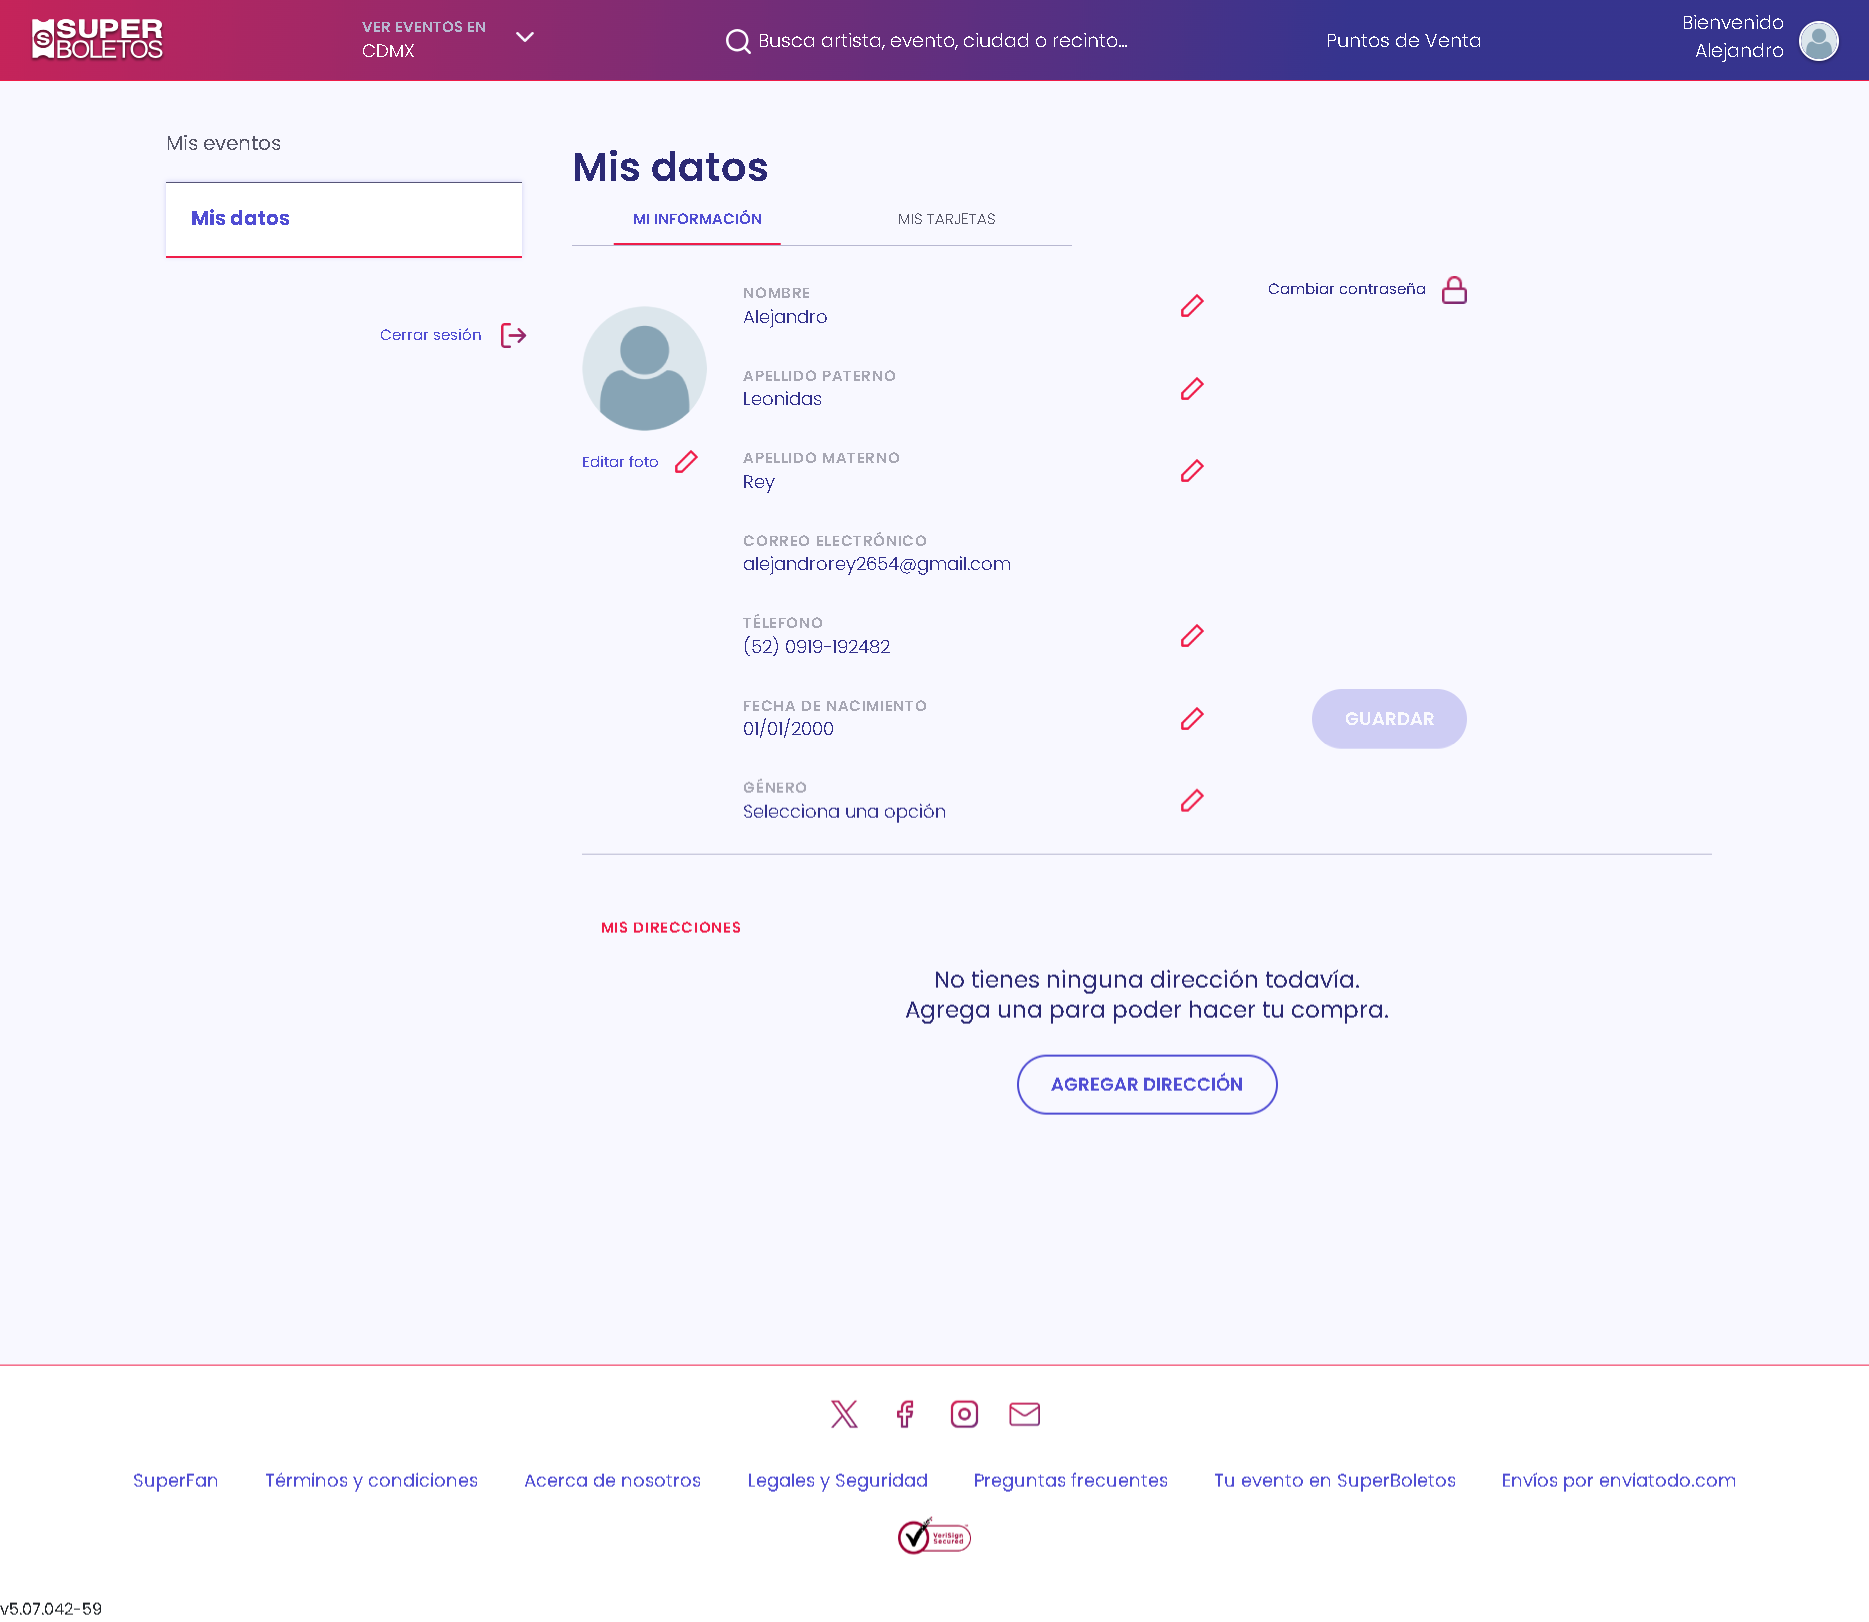 SUPER
BOLETOS
VER EVENTOS EN
CDMX
Busca artista, evento, ciudad o recinto...
Puntos de Venta
Bienvenido
Alejandro
Mis eventos
Mis datos
Cerrar sesión
Mis datos
MI INFORMACIÓN
MIS TARJETAS
Editar foto
NOMBRE
Alejandro
APELLIDO PATERNO
Leonidas
APELLIDO MATERNO
Rey
CORREO ELECTRÓNICO
alejandrorey2654@gmail.com
TÉLEFONO
(52) 0919-192482
FECHA DE NACIMIENTO
01/01/2000
GÉNERO
Selecciona una opción
Cambiar contraseña
GUARDAR
MIS DIRECCIONES
No tienes ninguna dirección todavía.
Agrega una para poder hacer tu compra.
AGREGAR DIRECCIÓN
SuperFan
Términos y condiciones
Acerca de nosotros
Legales y Seguridad
Preguntas frecuentes
Tu evento en SuperBoletos
Envíos por enviatodo.com
VeriSign
Secured
v5.07.042-59